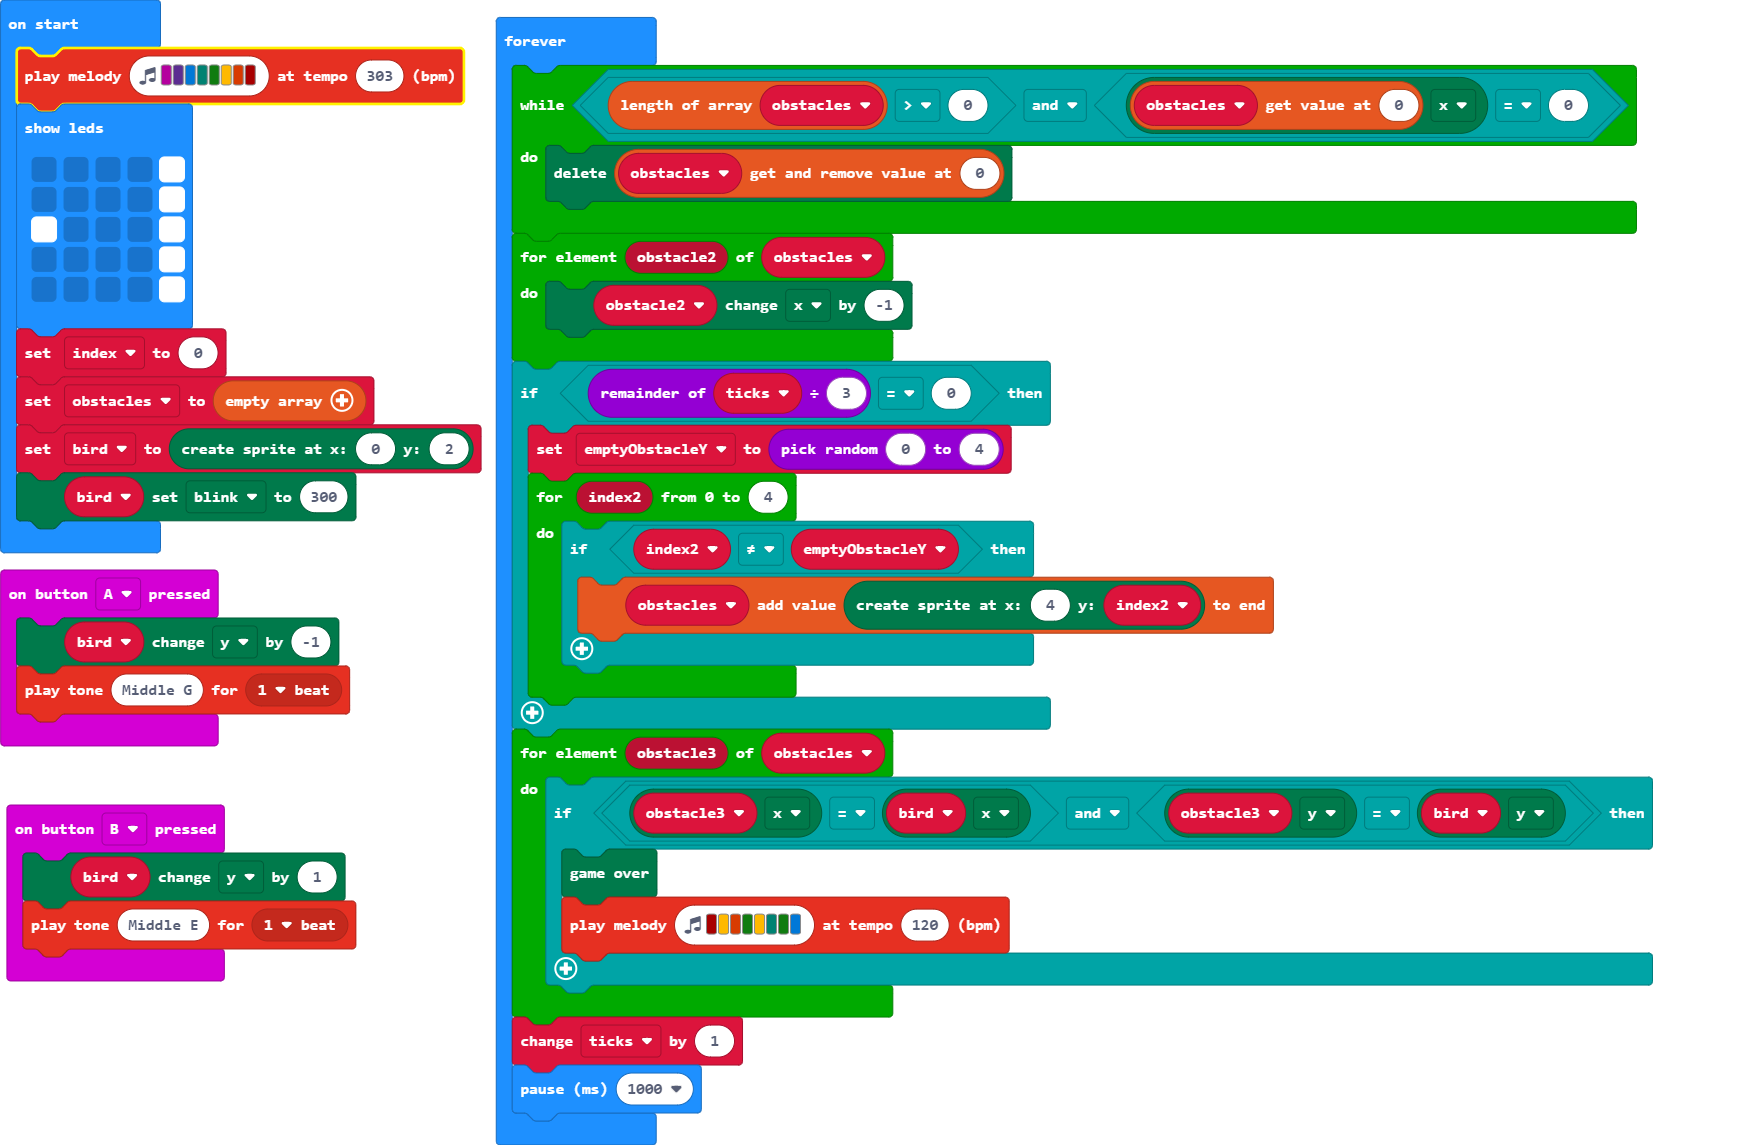 on start
play melody at tempo 303 (bpm)
show leds
set index to 0
set obstacles to empty array
set bird to create sprite at x: 0 y: 2
bird set blink to 300
on button A pressed
bird change y by -1
play tone Middle G for 1 beat
on button B pressed
bird change y by 1
play tone Middle E for 1 beat
forever
while length of array obstacles > 0 and obstacles get value at 0 x = 0
do delete obstacles get and remove value at 0
for element obstacle2 of obstacles
do obstacle2 change x by -1
if remainder of ticks ÷ 3 = 0 then
set emptyObstacleY to pick random 0 to 4
for index2 from 0 to 4
do if index2 ≠ emptyObstacleY then
obstacles add value create sprite at x: 4 y: index2 to end
for element obstacle3 of obstacles
do if obstacle3 x = bird x and obstacle3 y = bird y then
game over
play melody at tempo 120 (bpm)
change ticks by 1
pause (ms) 1000